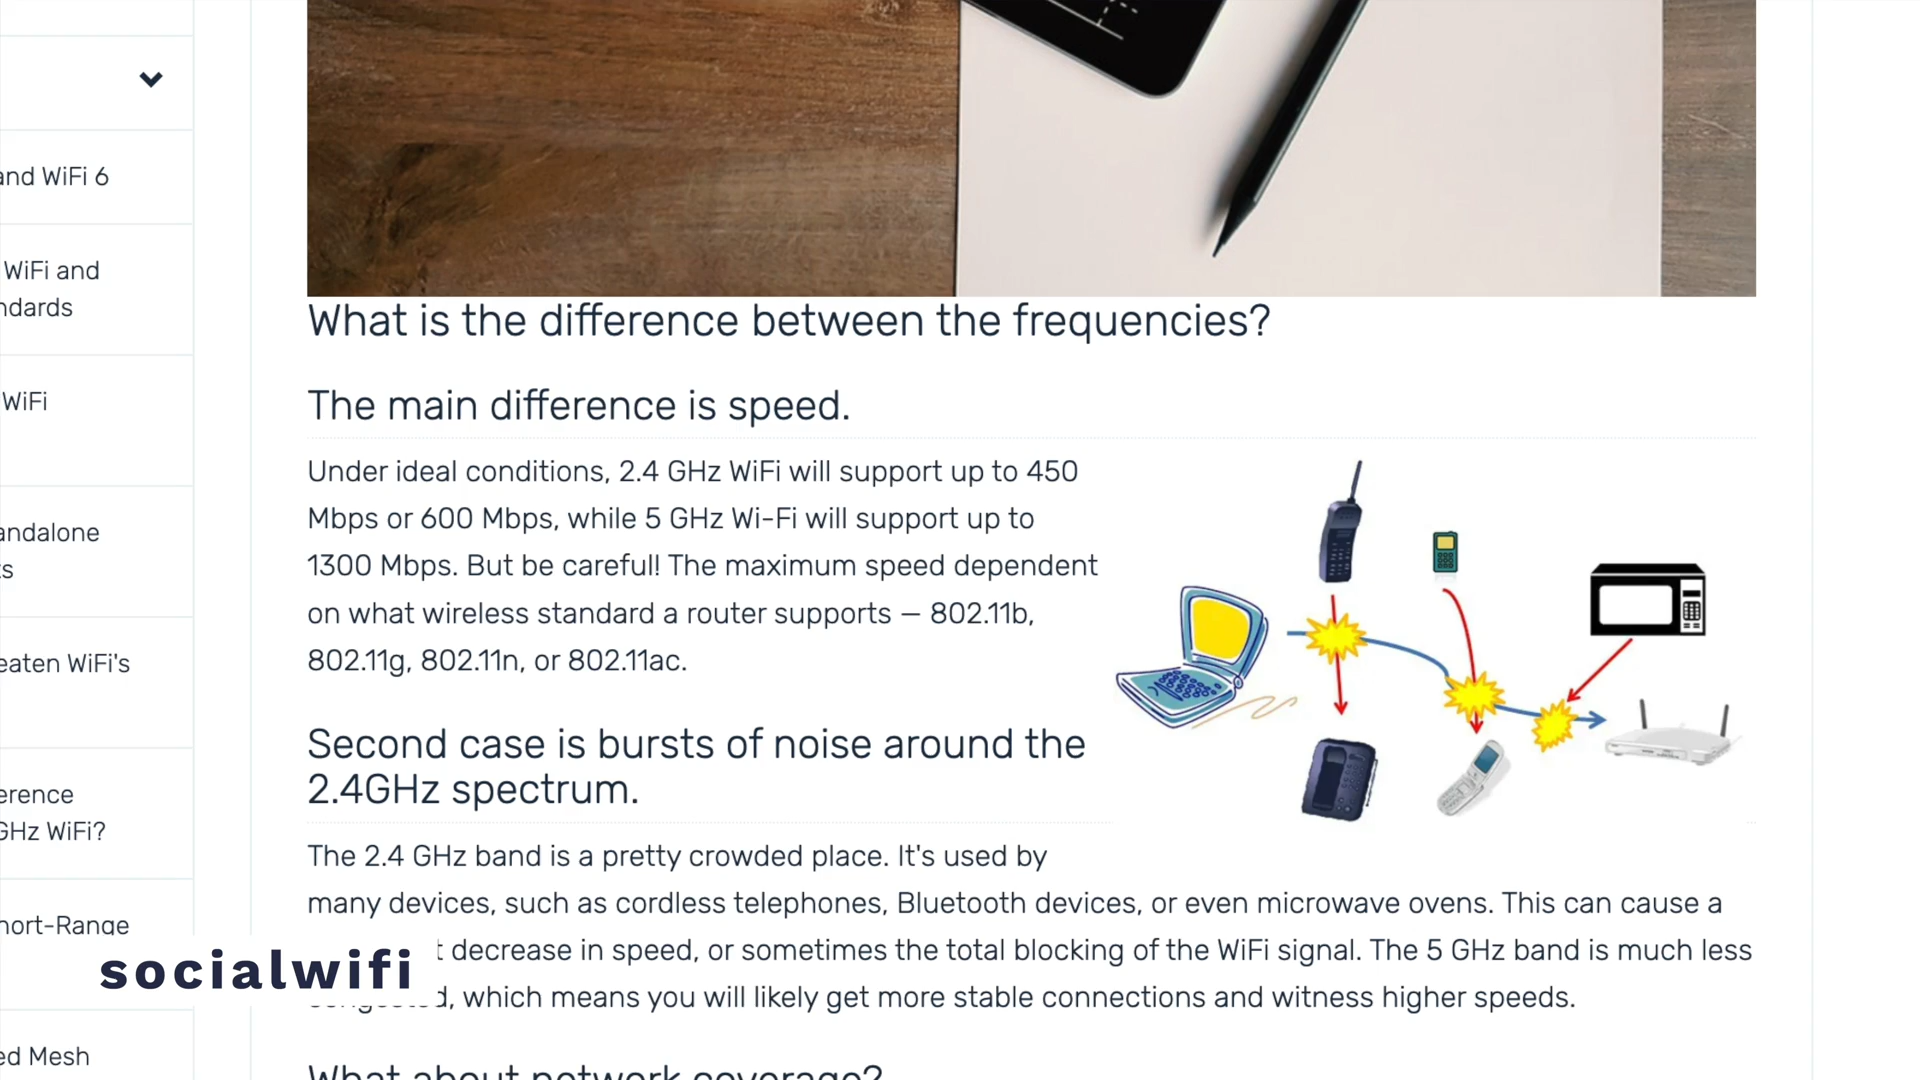 and WiFi 6
WiFi and
WiFi
andalone
eaten WiFi's
erence
GHz WiFi?
hort-Range
ed Mesh
What is the difference between the frequencies?
The main difference is speed.
Under ideal conditions, 2.4 GHz WiFi will support up to 450
Mbps or 600 Mbps, while 5 GHz Wi-Fi will support up to
1300 Mbps. But be careful! The maximum speed dependent
on what wireless standard a router supports — 802.11b,
802.11g, 802.11n, or 802.11ac.
Second case is bursts of noise around the
2.4GHz spectrum.
The 2.4 GHz band is a pretty crowded place. It's used by
many devices, such as cordless telephones, Bluetooth devices, or even microwave ovens. This can cause a
t decrease in speed, or sometimes the total blocking of the WiFi signal. The 5 GHz band is much less
which means you will likely get more stable connections and witness higher speeds.
What about network coverage?
socialwifi